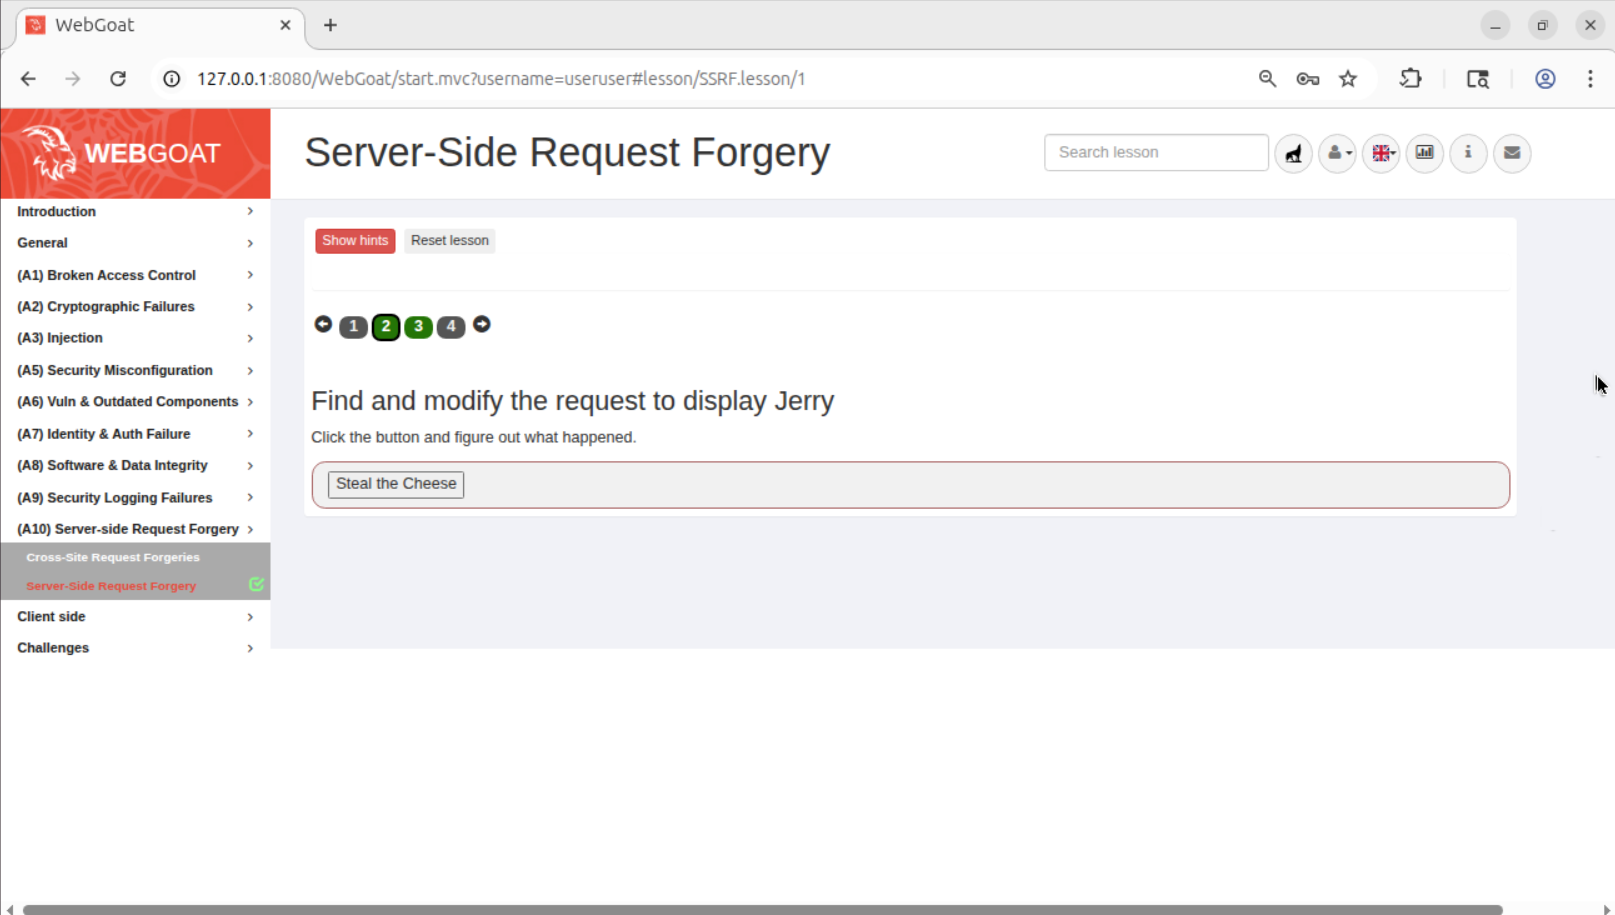 WebGoat
127.0.0.1:8080/WebGoat/start.mvc?username=useruser#lesson/SSRF.lesson/1
WEBGOAT
Server-Side Request Forgery
Search lesson
Introduction
General
(A1) Broken Access Control
(A2) Cryptographic Failures
(A3) Injection
(A5) Security Misconfiguration
(A6) Vuln & Outdated Components
(A7) Identity & Auth Failure
(A8) Software & Data Integrity
(A9) Security Logging Failures
(A10) Server-side Request Forgery
Cross-Site Request Forgeries
Server-Side Request Forgery
Client side
Challenges
Show hints Reset lesson
1 2 3 4
Find and modify the request to display Jerry
Click the button and figure out what happened.
Steal the Cheese